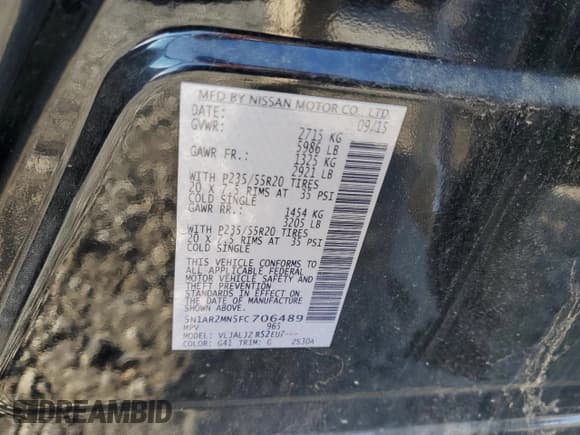 MFD BY NISSAN MOTOR CO., LTD.
DATE: 09/15
GVWR: 2715 KG
5986 LB
GAWR FR.: 1325 KG
2921 LB
WITH P235/55R20 TIRES
20 X 7.5 RIMS AT 35 PSI
COLD SINGLE
GAWR RR.: 1454 KG
3205 LB
WITH P235/55R20 TIRES
20 X 7.5 RIMS AT 35 PSI
COLD SINGLE
THIS VEHICLE CONFORMS TO
ALL APPLICABLE FEDERAL
MOTOR VEHICLE SAFETY AND
THEFT PREVENTION
STANDARDS IN EFFECT ON
THE DATE OF MANUFACTURE
SHOWN ABOVE.
5N1AR2MN5FC706489
MPV 965
MODEL: VLJALJZ R52EUZ----
COLOR: G41 TRIM: G 2530A
DREAMBID